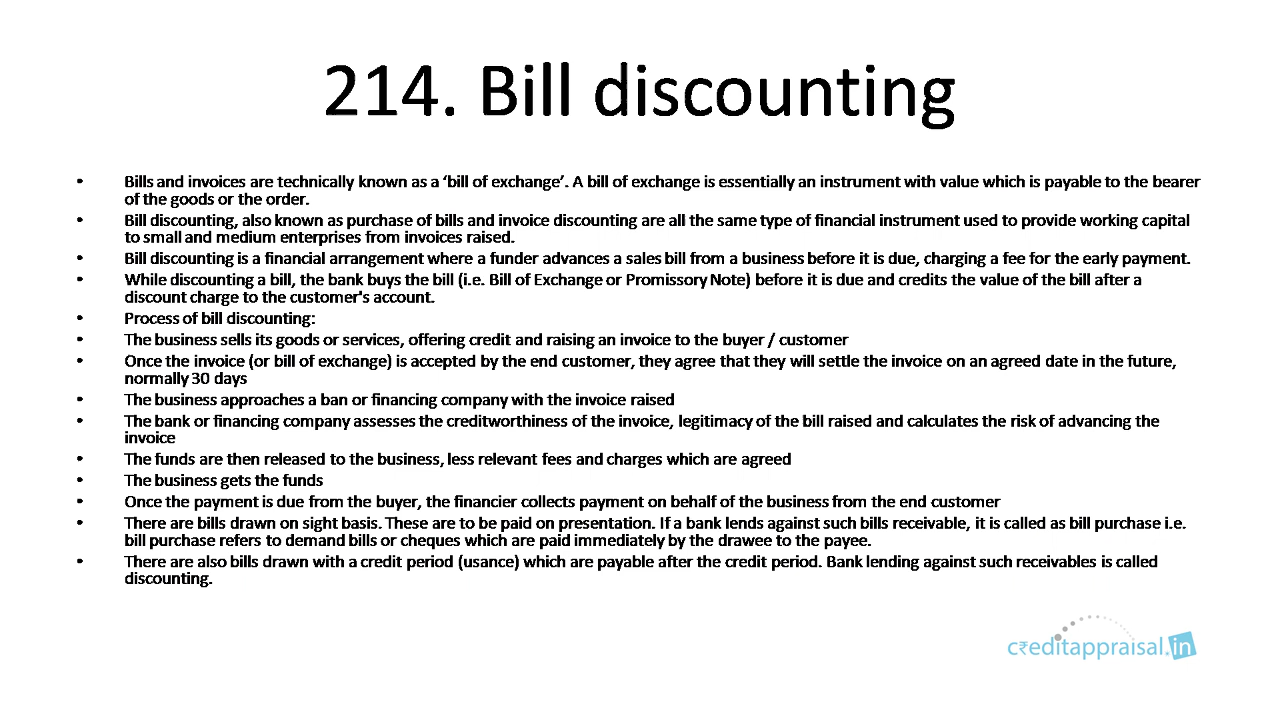 214. Bill discounting
• Bills and invoices are technically known as a ‘bill of exchange’. A bill of exchange is essentially an instrument with value which is payable to the bearer
of the goods or the order.
• Bill discounting, also known as purchase of bills and invoice discounting are all the same type of financial instrument used to provide working capital
to small and medium enterprises from invoices raised.
• Bill discounting is a financial arrangement where a funder advances a sales bill from a business before it is due, charging a fee for the early payment.
• While discounting a bill, the bank buys the bill (i.e. Bill of Exchange or Promissory Note) before it is due and credits the value of the bill after a
discount charge to the customer's account.
• Process of bill discounting:
• The business sells its goods or services, offering credit and raising an invoice to the buyer / customer
• Once the invoice (or bill of exchange) is accepted by the end customer, they agree that they will settle the invoice on an agreed date in the future,
normally 30 days
• The business approaches a ban or financing company with the invoice raised
• The bank or financing company assesses the creditworthiness of the invoice, legitimacy of the bill raised and calculates the risk of advancing the
invoice
• The funds are then released to the business, less relevant fees and charges which are agreed
• The business gets the funds
• Once the payment is due from the buyer, the financier collects payment on behalf of the business from the end customer
• There are bills drawn on sight basis. These are to be paid on presentation. If a bank lends against such bills receivable, it is called as bill purchase i.e.
bill purchase refers to demand bills or cheques which are paid immediately by the drawee to the payee.
• There are also bills drawn with a credit period (usance) which are payable after the credit period. Bank lending against such receivables is called
discounting.
c₹editappraisal.in